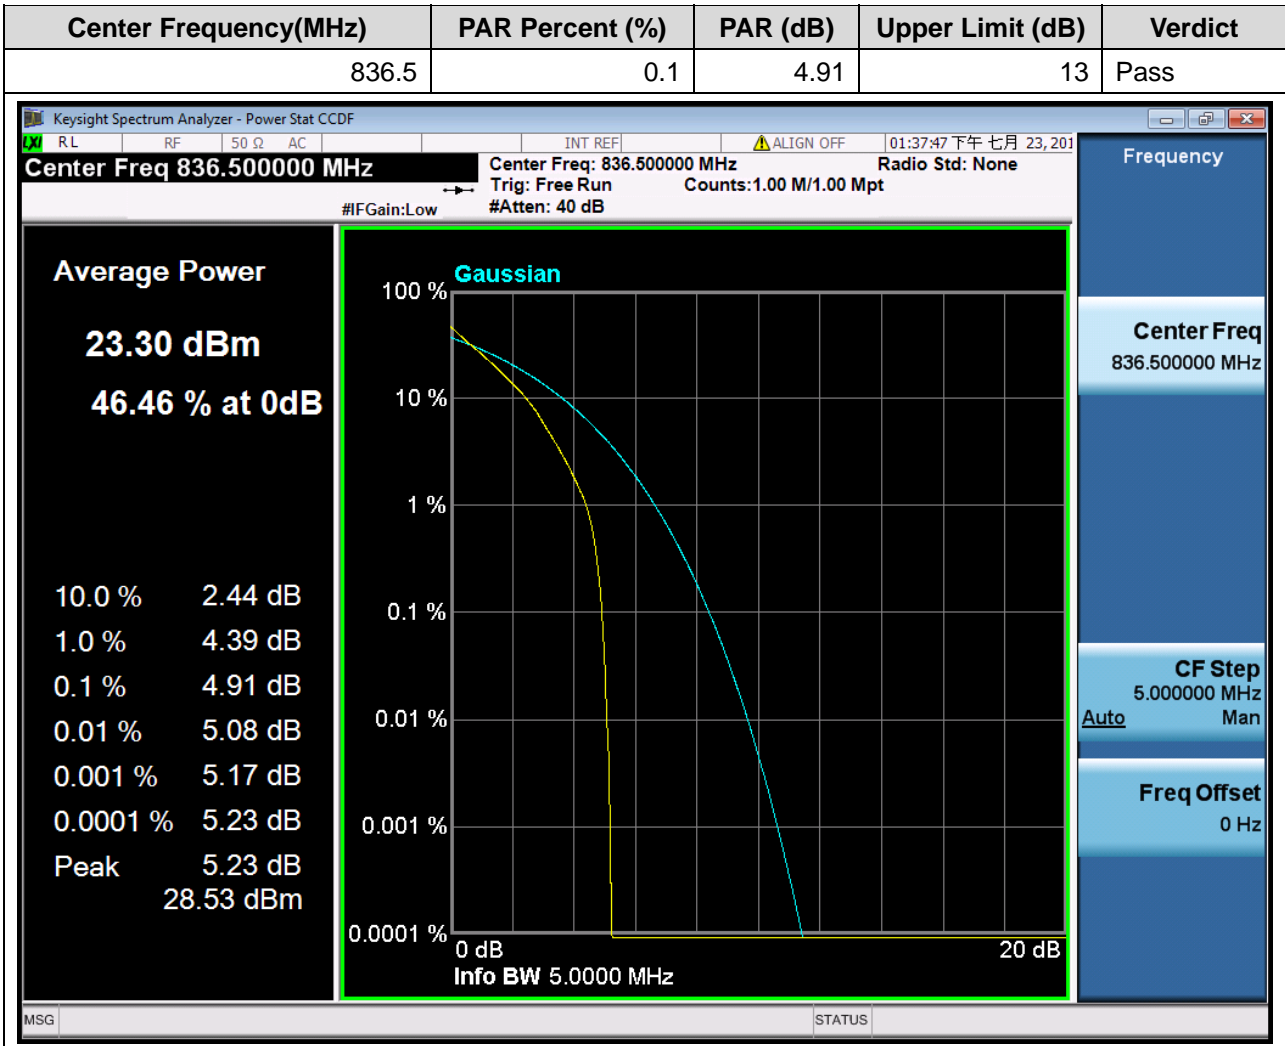 Center Frequency(MHz) PAR Percent (%) PAR (dB) Upper Limit (dB) Verdict
836.5 0.1 4.91 13 Pass
Keysight Spectrum Analyzer - Power Stat CCDF
LXI RL RF 50 Ω AC INT REF ALIGN OFF 01:37:47 下午 七月 23, 201
Center Freq 836.500000 MHz
Center Freq: 836.500000 MHz Radio Std: None
Trig: Free Run Counts:1.00 M/1.00 Mpt
#IFGain:Low #Atten: 40 dB
Average Power
23.30 dBm
46.46 % at 0dB
10.0 % 2.44 dB
1.0 % 4.39 dB
0.1 % 4.91 dB
0.01 % 5.08 dB
0.001 % 5.17 dB
0.0001 % 5.23 dB
Peak 5.23 dB
28.53 dBm
Gaussian
100 %
10 %
1 %
0.1 %
0.01 %
0.001 %
0.0001 %
0 dB 20 dB
Info BW 5.0000 MHz
Frequency
Center Freq
836.500000 MHz
CF Step
5.000000 MHz
Auto Man
Freq Offset
0 Hz
MSG STATUS